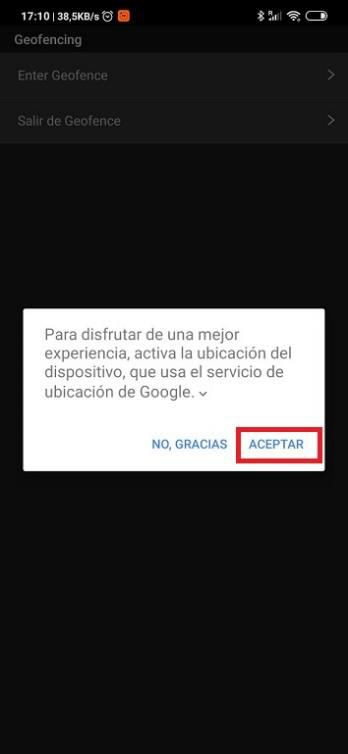 17:10 | 38,5KB/s
Geofencing
Enter Geofence
Salir de Geofence
Para disfrutar de una mejor
experiencia, activa la ubicación del
dispositivo, que usa el servicio de
ubicación de Google.
NO, GRACIAS ACEPTAR